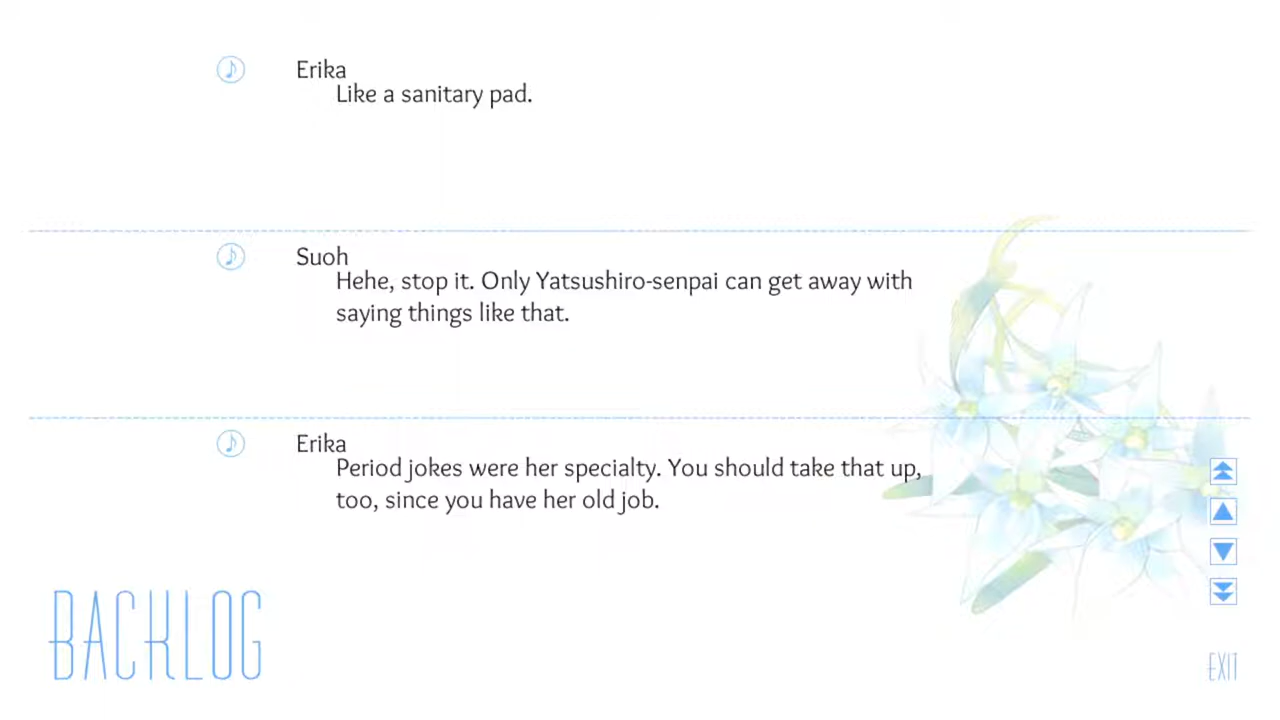 Erika
Like a sanitary pad.
Suoh
Hehe, stop it. Only Yatsushiro-senpai can get away with
saying things like that.
Erika
Period jokes were her specialty. You should take that up,
too, since you have her old job.
BACKLOG
EXIT